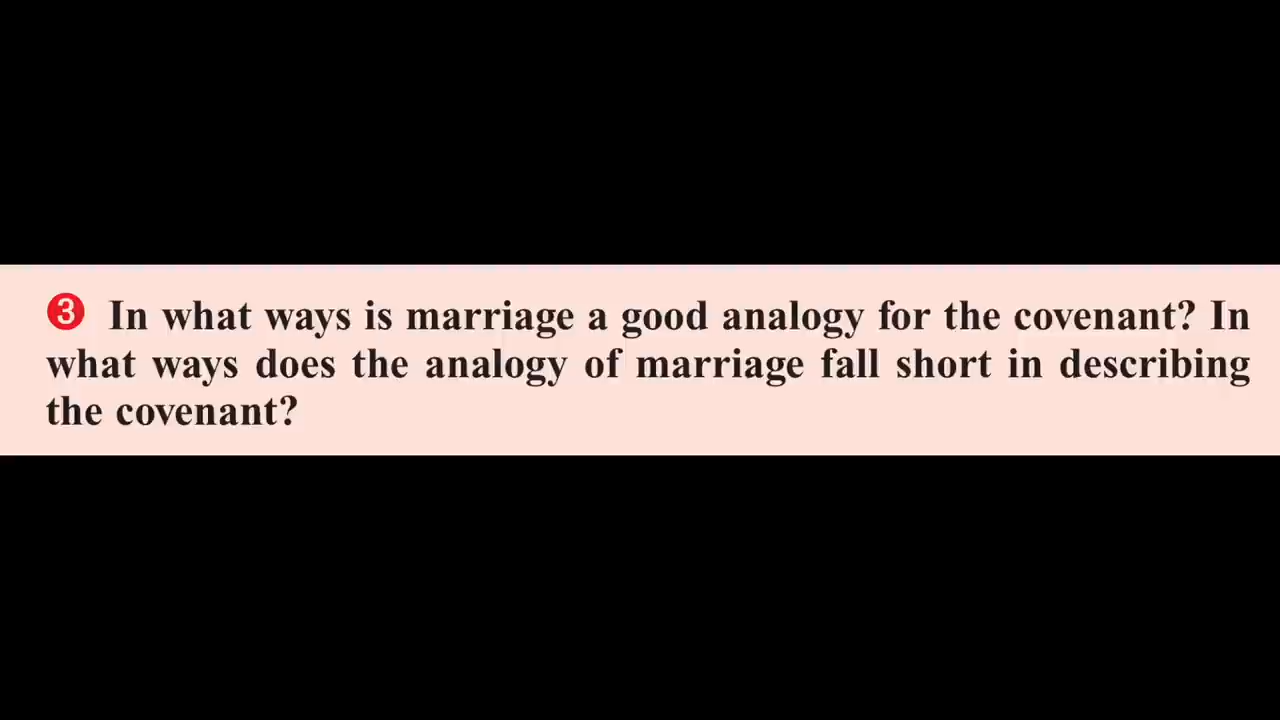 ❸ In what ways is marriage a good analogy for the covenant? In
what ways does the analogy of marriage fall short in describing
the covenant?